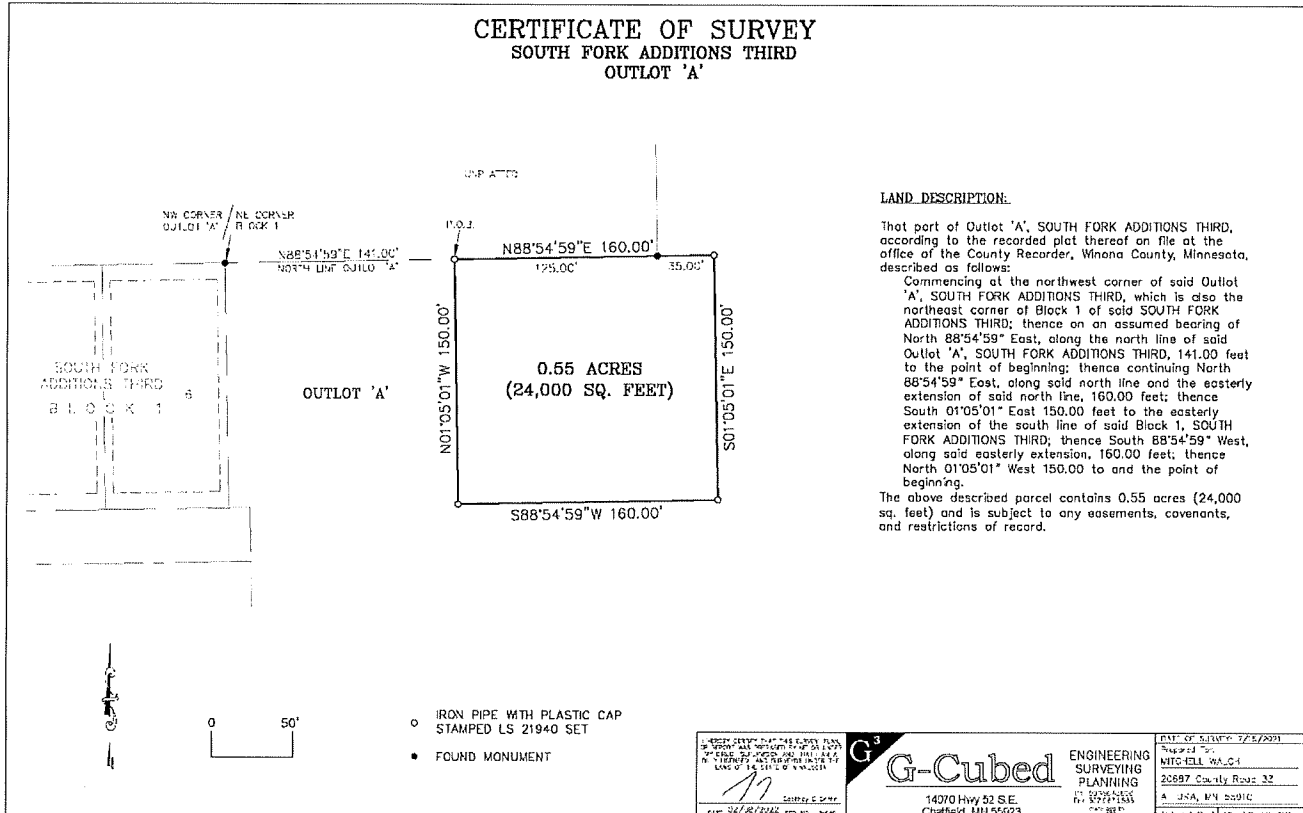 CERTIFICATE OF SURVEY
SOUTH FORK ADDITIONS THIRD
OUTLOT 'A'
NW CORNER
OUTLOT 'A'
NE CORNER
BLOCK 1
N88°54'59"E 141.00'
NORTH LINE OUTLO 'A'
N88°54'59"E 160.00'
125.00'
35.00'
N01°05'01"W 150.00'
0.55 ACRES
(24,000 SQ. FEET)
S01°05'01"E 150.00'
S88°54'59"W 160.00'
OUTLOT 'A'
SOUTH FORK
ADDITIONS THIRD
BLOCK 1
6
LAND DESCRIPTION:
That part of Outlot 'A', SOUTH FORK ADDITIONS THIRD,
according to the recorded plat thereof on file at the
office of the County Recorder, Winona County, Minnesota,
described as follows:
Commencing at the northwest corner of said Outlot
'A', SOUTH FORK ADDITIONS THIRD, which is also the
northeast corner of Block 1 of said SOUTH FORK
ADDITIONS THIRD; thence on an assumed bearing of
North 88°54'59" East, along the north line of said
Outlot 'A', SOUTH FORK ADDITIONS THIRD, 141.00 feet
to the point of beginning; thence continuing North
88°54'59" East, along said north line and the easterly
extension of said north line, 160.00 feet; thence
South 01°05'01" East 150.00 feet to the easterly
extension of the south line of said Block 1, SOUTH
FORK ADDITIONS THIRD; thence South 88°54'59" West,
along said easterly extension, 160.00 feet; thence
North 01°05'01" West 150.00 to and the point of
beginning.
The above described parcel contains 0.55 acres (24,000
sq. feet) and is subject to any easements, covenants,
and restrictions of record.
0 50'
IRON PIPE WITH PLASTIC CAP
STAMPED LS 21940 SET
FOUND MONUMENT
G³
G-Cubed
14070 Hwy 52 S.E.
Chatfield, MN 55923
ENGINEERING
SURVEYING
PLANNING
DATE OF SURVEY: 7/15/2021
Prepared For:
MITCHELL WALCH
20687 County Road 32